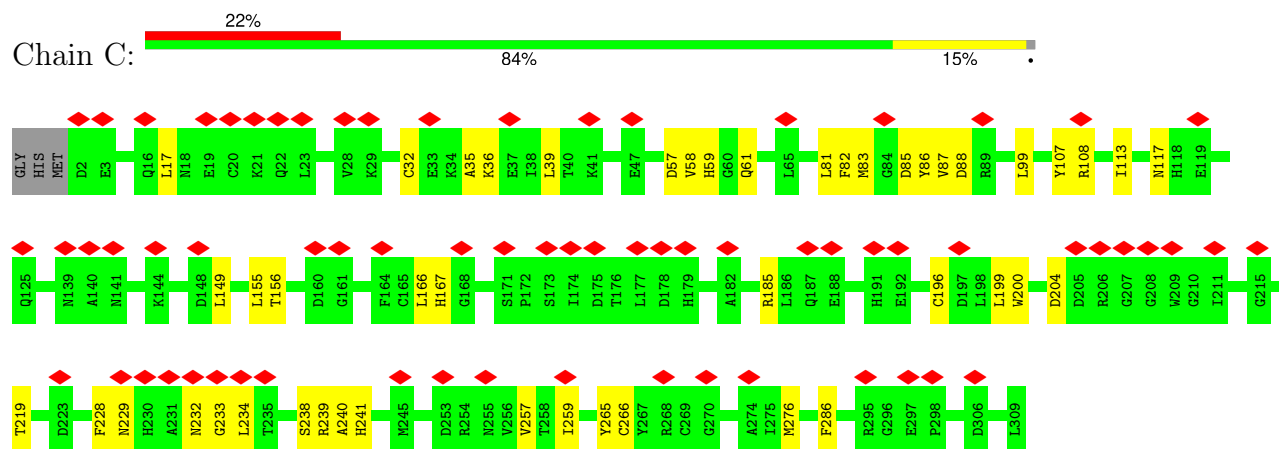 22%
Chain C:
84% 15% •
GLY HIS MET D2 E3 Q16 L17 N18 E19 C20 K21 Q22 L23 V28 K29 C32 E33 K34 A35 K36 E37 I38 L39 T40 K41 E47 D57 V58 H59 G60 Q61 L65 L81 F82 M83 G84 D85 Y86 V87 D88 R89 L99 Y107 R108 I113 N117 H118 E119
Q125 N139 A140 N141 K144 D148 L149 L155 T156 D160 G161 F164 G165 L166 H167 G168 S171 P172 S173 I174 D175 T176 L177 D178 H179 A182 R185 L186 Q187 E188 H191 E192 C196 D197 L198 L199 W200 D204 D205 R206 G207 G208 W209 G210 I211 G215
T219 D223 F228 N229 H230 A231 N232 G233 L234 T235 S238 R239 A240 H241 M245 D253 R254 N255 V256 V257 T258 I259 Y265 C266 Y267 R268 C269 G270 A274 I275 M276 F286 R295 G296 E297 P298 D306 L309